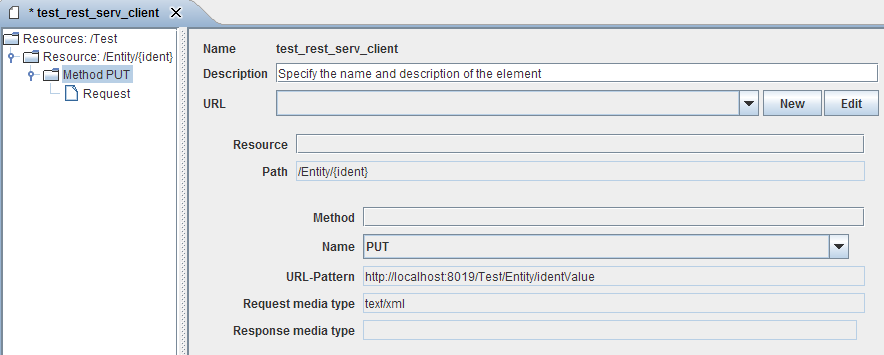 * test_rest_serv_client
Resources: /Test
Resource: /Entity/{ident}
Method PUT
Request
Name test_rest_serv_client
Description Specify the name and description of the element
URL New Edit
Resource
Path /Entity/{ident}
Method
Name PUT
URL-Pattern http://localhost:8019/Test/Entity/identValue
Request media type text/xml
Response media type